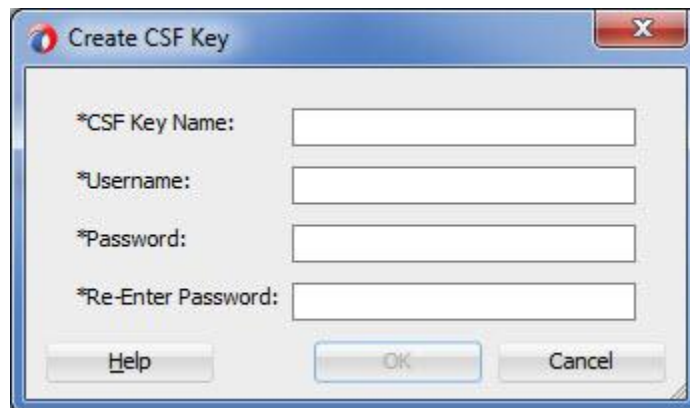 Create CSF Key
*CSF Key Name:
*Username:
*Password:
*Re-Enter Password:
Help OK Cancel